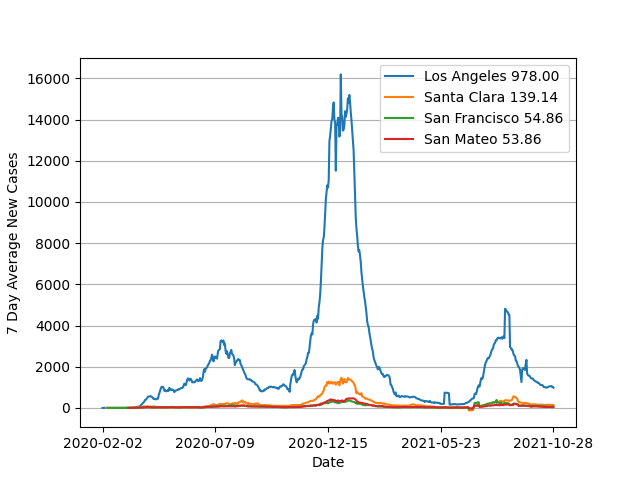 16000
14000
12000
10000
8000
6000
4000
2000
0
7 Day Average New Cases
Los Angeles 978.00
Santa Clara 139.14
San Francisco 54.86
San Mateo 53.86
2020-02-02 2020-07-09 2020-12-15 2021-05-23 2021-10-28
Date